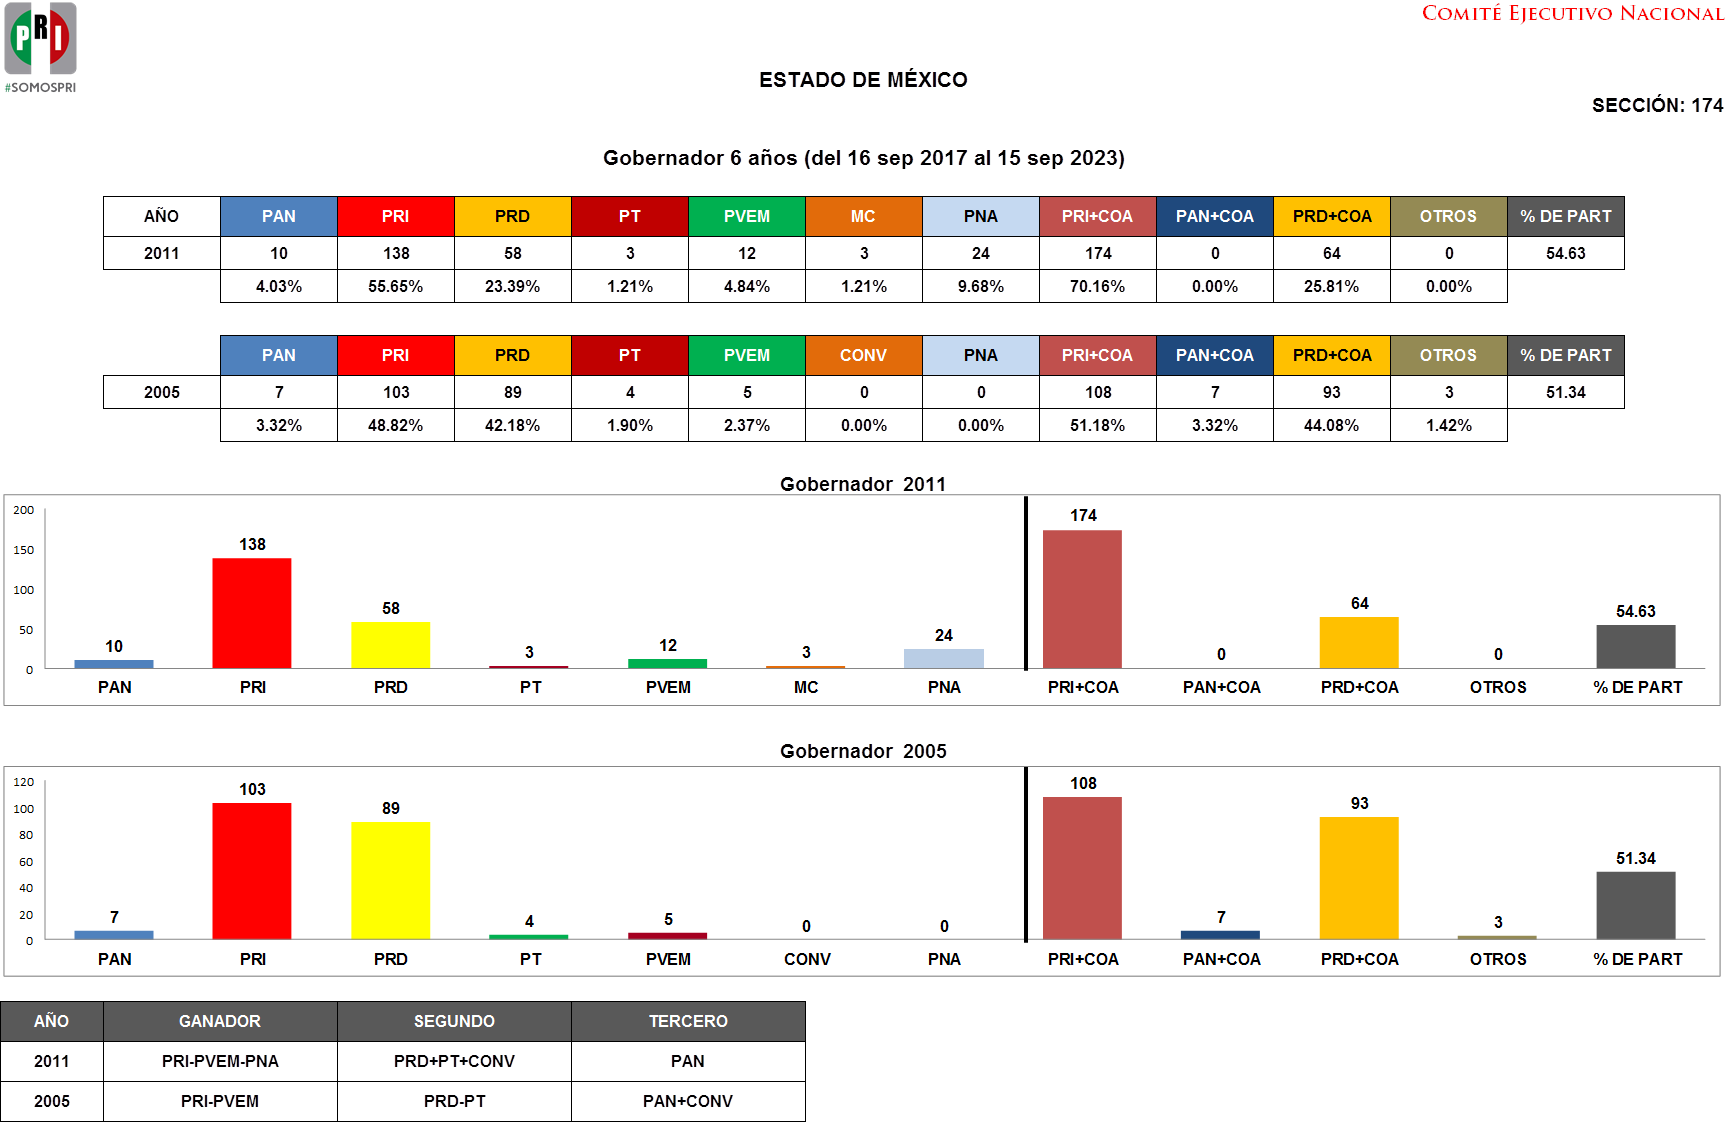 PRI
#SOMOSPRI
COMITÉ EJECUTIVO NACIONAL
ESTADO DE MÉXICO
SECCIÓN: 174
Gobernador 6 años (del 16 sep 2017 al 15 sep 2023)
AÑO PAN PRI PRD PT PVEM MC PNA PRI+COA PAN+COA PRD+COA OTROS % DE PART
2011 10 138 58 3 12 3 24 174 0 64 0 54.63
4.03% 55.65% 23.39% 1.21% 4.84% 1.21% 9.68% 70.16% 0.00% 25.81% 0.00%
PAN PRI PRD PT PVEM CONV PNA PRI+COA PAN+COA PRD+COA OTROS % DE PART
2005 7 103 89 4 5 0 0 108 7 93 3 51.34
3.32% 48.82% 42.18% 1.90% 2.37% 0.00% 0.00% 51.18% 3.32% 44.08% 1.42%
Gobernador 2011
200
150
100
50
0
10 138 58 3 12 3 24 174 0 64 0 54.63
PAN PRI PRD PT PVEM MC PNA PRI+COA PAN+COA PRD+COA OTROS % DE PART
Gobernador 2005
120
100
80
60
40
20
0
7 103 89 4 5 0 0 108 7 93 3 51.34
PAN PRI PRD PT PVEM CONV PNA PRI+COA PAN+COA PRD+COA OTROS % DE PART
AÑO GANADOR SEGUNDO TERCERO
2011 PRI-PVEM-PNA PRD+PT+CONV PAN
2005 PRI-PVEM PRD-PT PAN+CONV